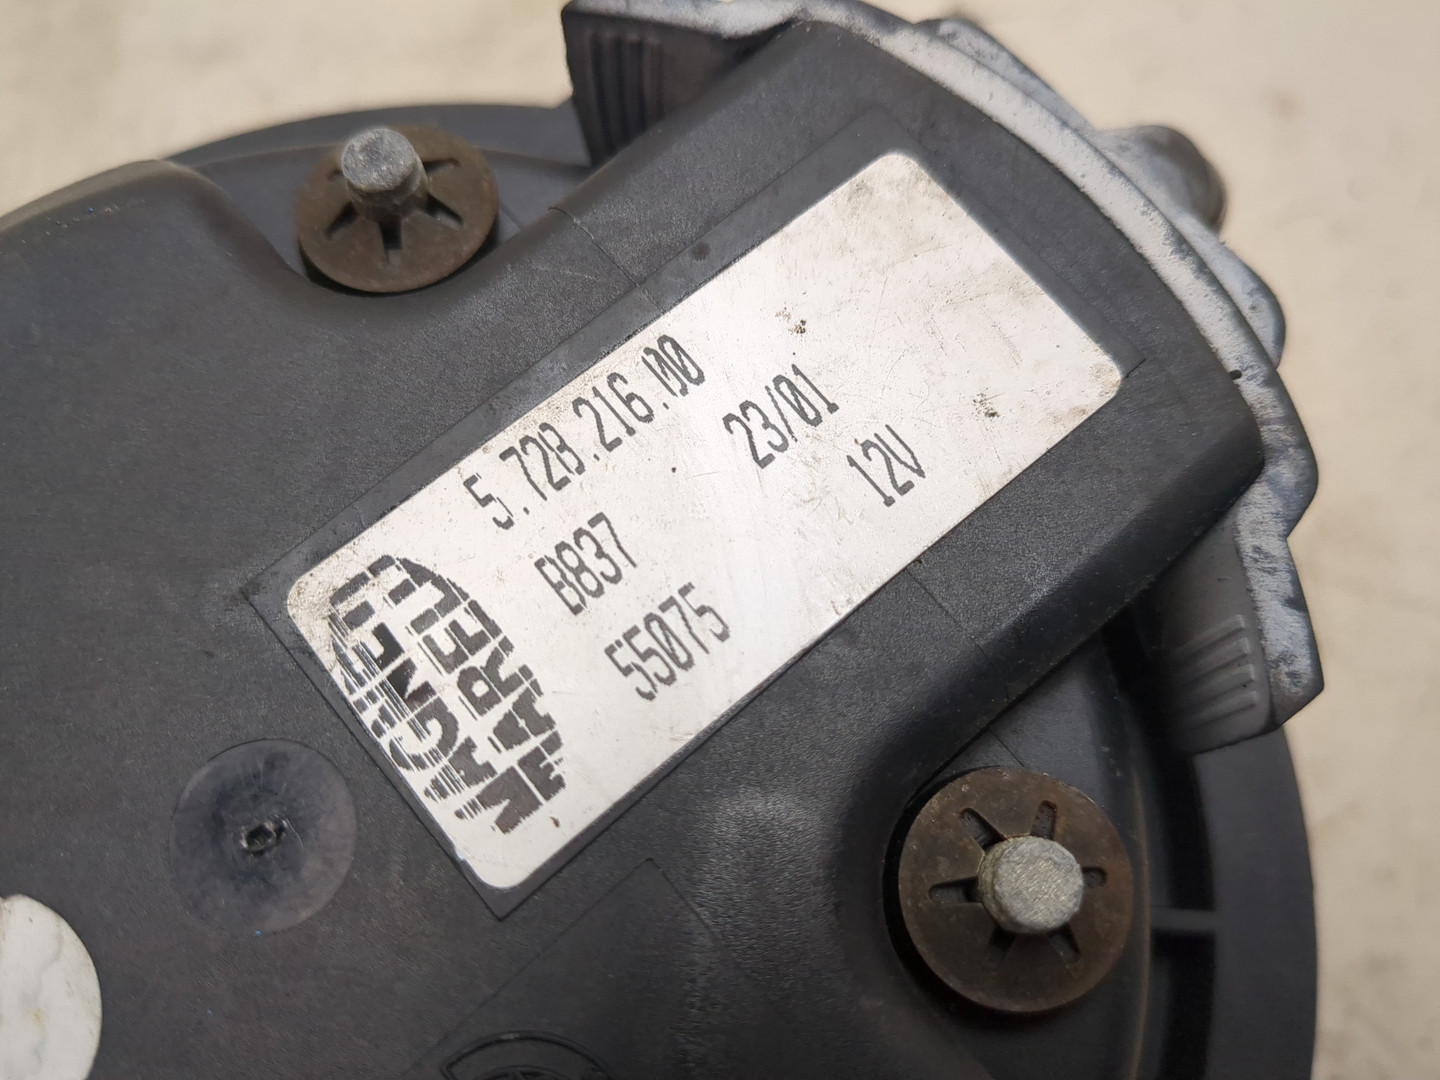 MAGNETI
MARELLI
5.728.216.00
B837 23/01
55075 12V